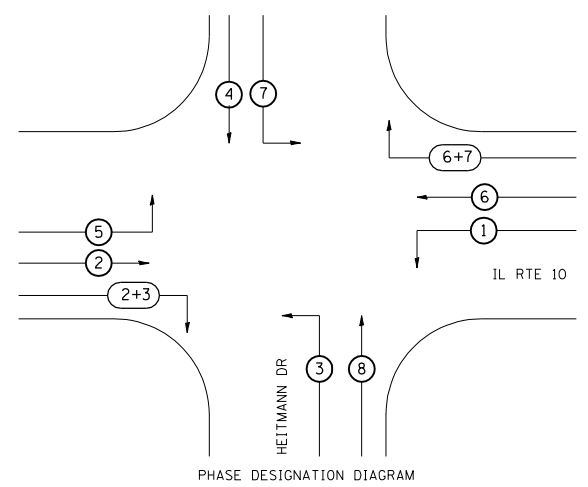 4 7
6+7
6
5
1
2
IL RTE 10
2+3
HEITMANN DR
3 8
PHASE DESIGNATION DIAGRAM